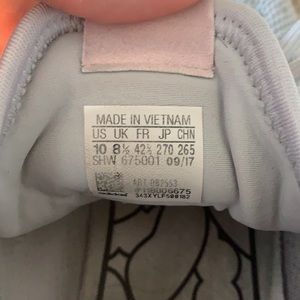 MADE IN VIETNAM
US UK FR JP CHN
10 8½ 42⅔ 270 265
SHW 675001 09/17
ART